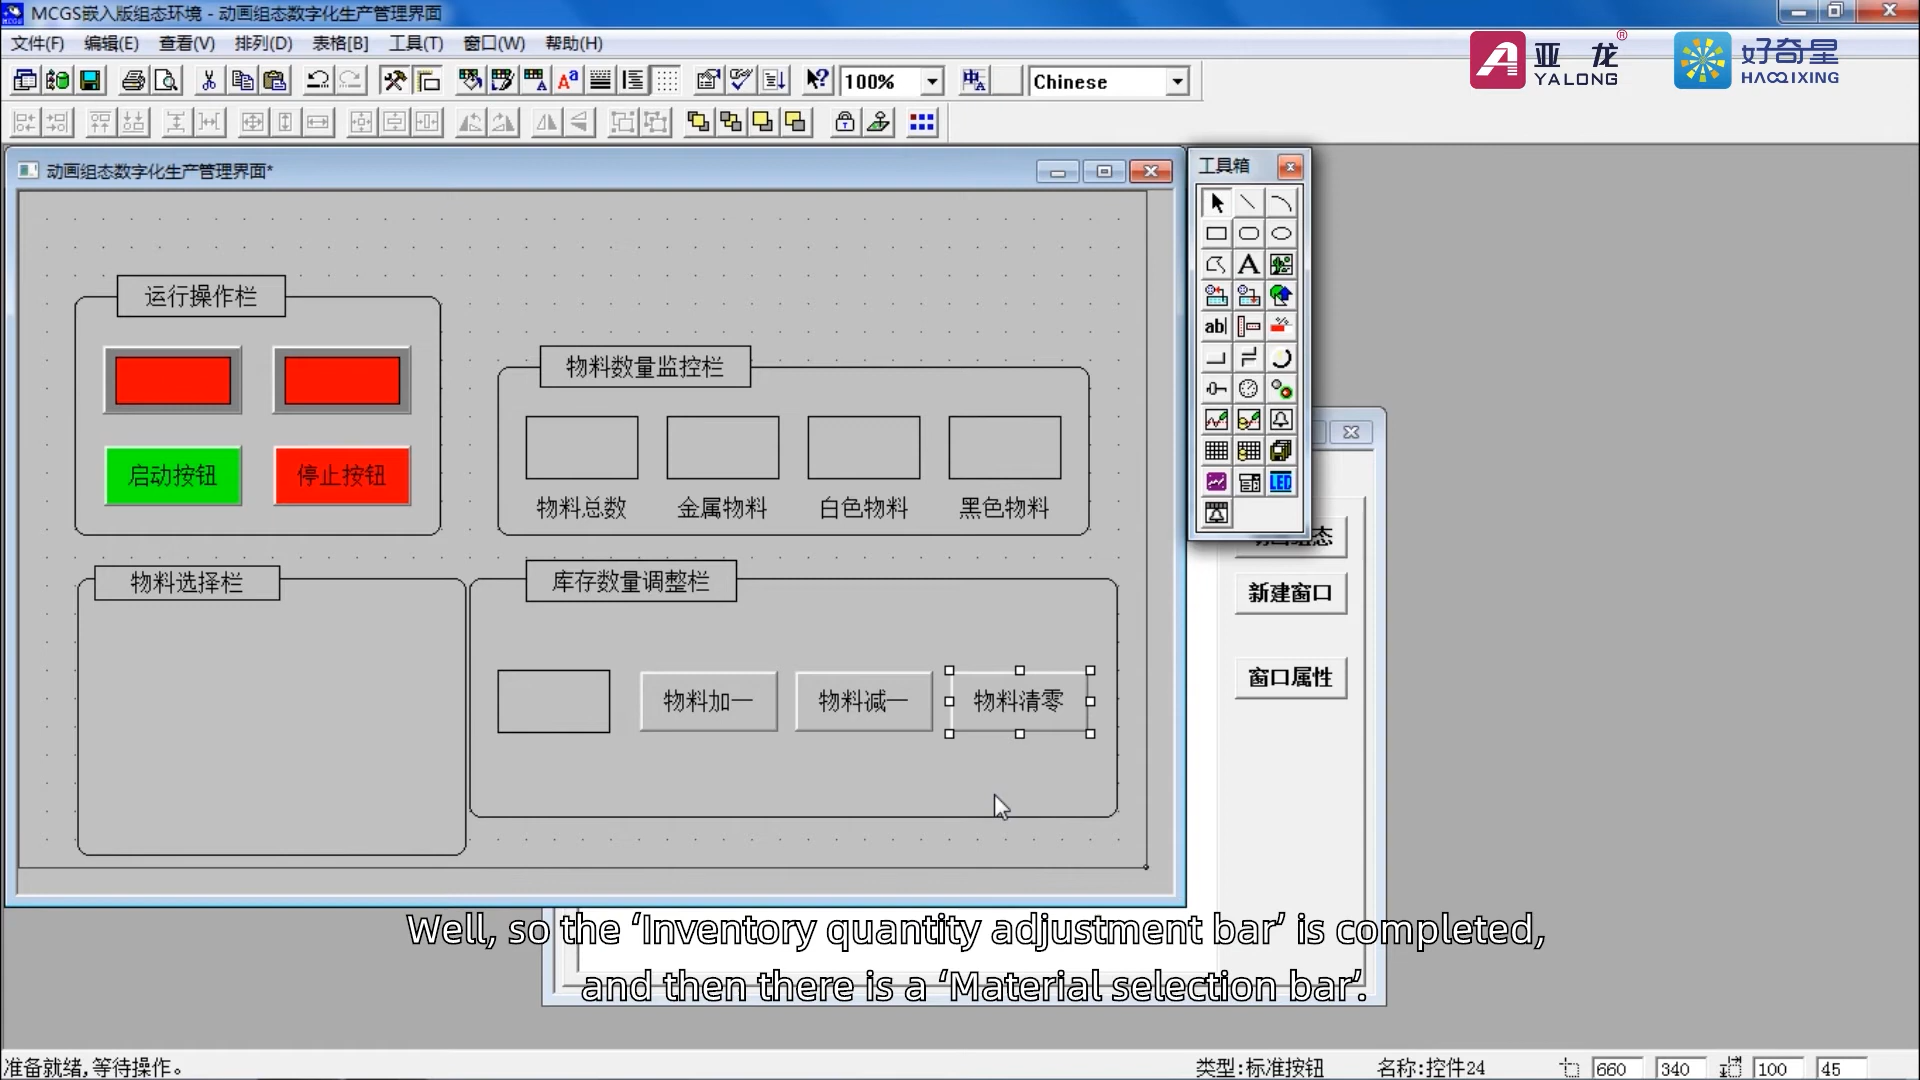 MCGS嵌入版组态环境 - 动画组态数字化生产管理界面
文件(F) 编辑(E) 查看(V) 排列(D) 表格[B] 工具(T) 窗口(W) 帮助(H)
100% Chinese
亚龙® YALONG
好奇星 HAOQIXING
动画组态数字化生产管理界面*
工具箱
运行操作栏
启动按钮 停止按钮
物料数量监控栏
物料总数 金属物料 白色物料 黑色物料
物料选择栏
库存数量调整栏
物料加一 物料减一 物料清零
ab|
LED
新建窗口
窗口属性
Well, so the ‘Inventory quantity adjustment bar’ is completed,
and then there is a ‘Material selection bar’.
准备就绪,等待操作。 类型:标准按钮 名称:控件24 660 340 100 45